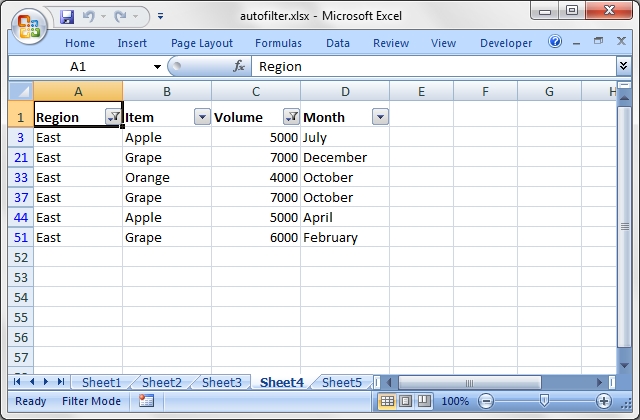 autofilter.xlsx - Microsoft Excel
Home Insert Page Layout Formulas Data Review View Developer
A1 fx Region
A B C D E F G H
1 Region Item Volume Month
3 East Apple 5000 July
21 East Grape 7000 December
33 East Orange 4000 October
37 East Grape 7000 October
44 East Apple 5000 April
51 East Grape 6000 February
52
53
54
55
56
57
58
Sheet1 Sheet2 Sheet3 Sheet4 Sheet5
Ready Filter Mode 100%